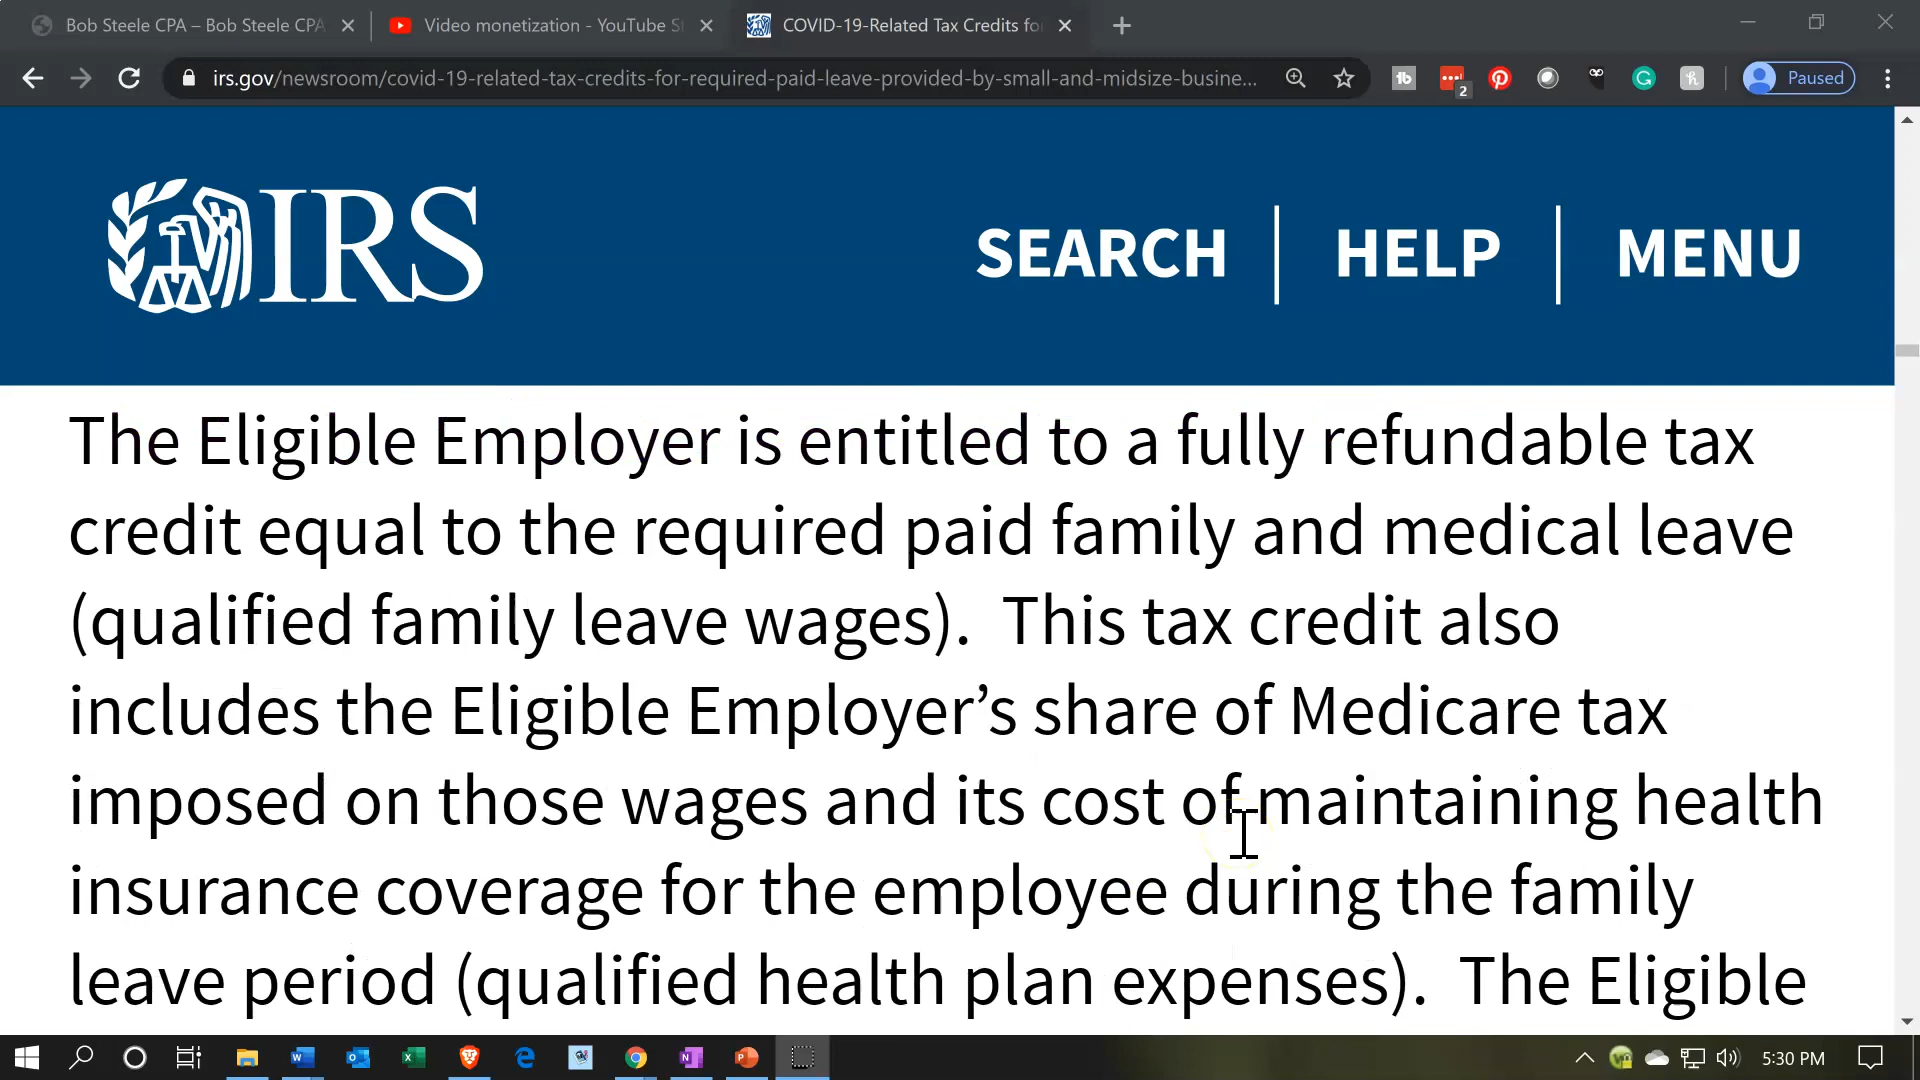 Bob Steele CPA – Bob Steele CPA
Video monetization - YouTube St
COVID-19-Related Tax Credits for
irs.gov/newsroom/covid-19-related-tax-credits-for-required-paid-leave-provided-by-small-and-midsize-busine...
tb
2
Paused
IRS
SEARCH
HELP
MENU
The Eligible Employer is entitled to a fully refundable tax
credit equal to the required paid family and medical leave
(qualified family leave wages).  This tax credit also
includes the Eligible Employer’s share of Medicare tax
imposed on those wages and its cost of maintaining health
insurance coverage for the employee during the family
leave period (qualified health plan expenses).  The Eligible
5:30 PM